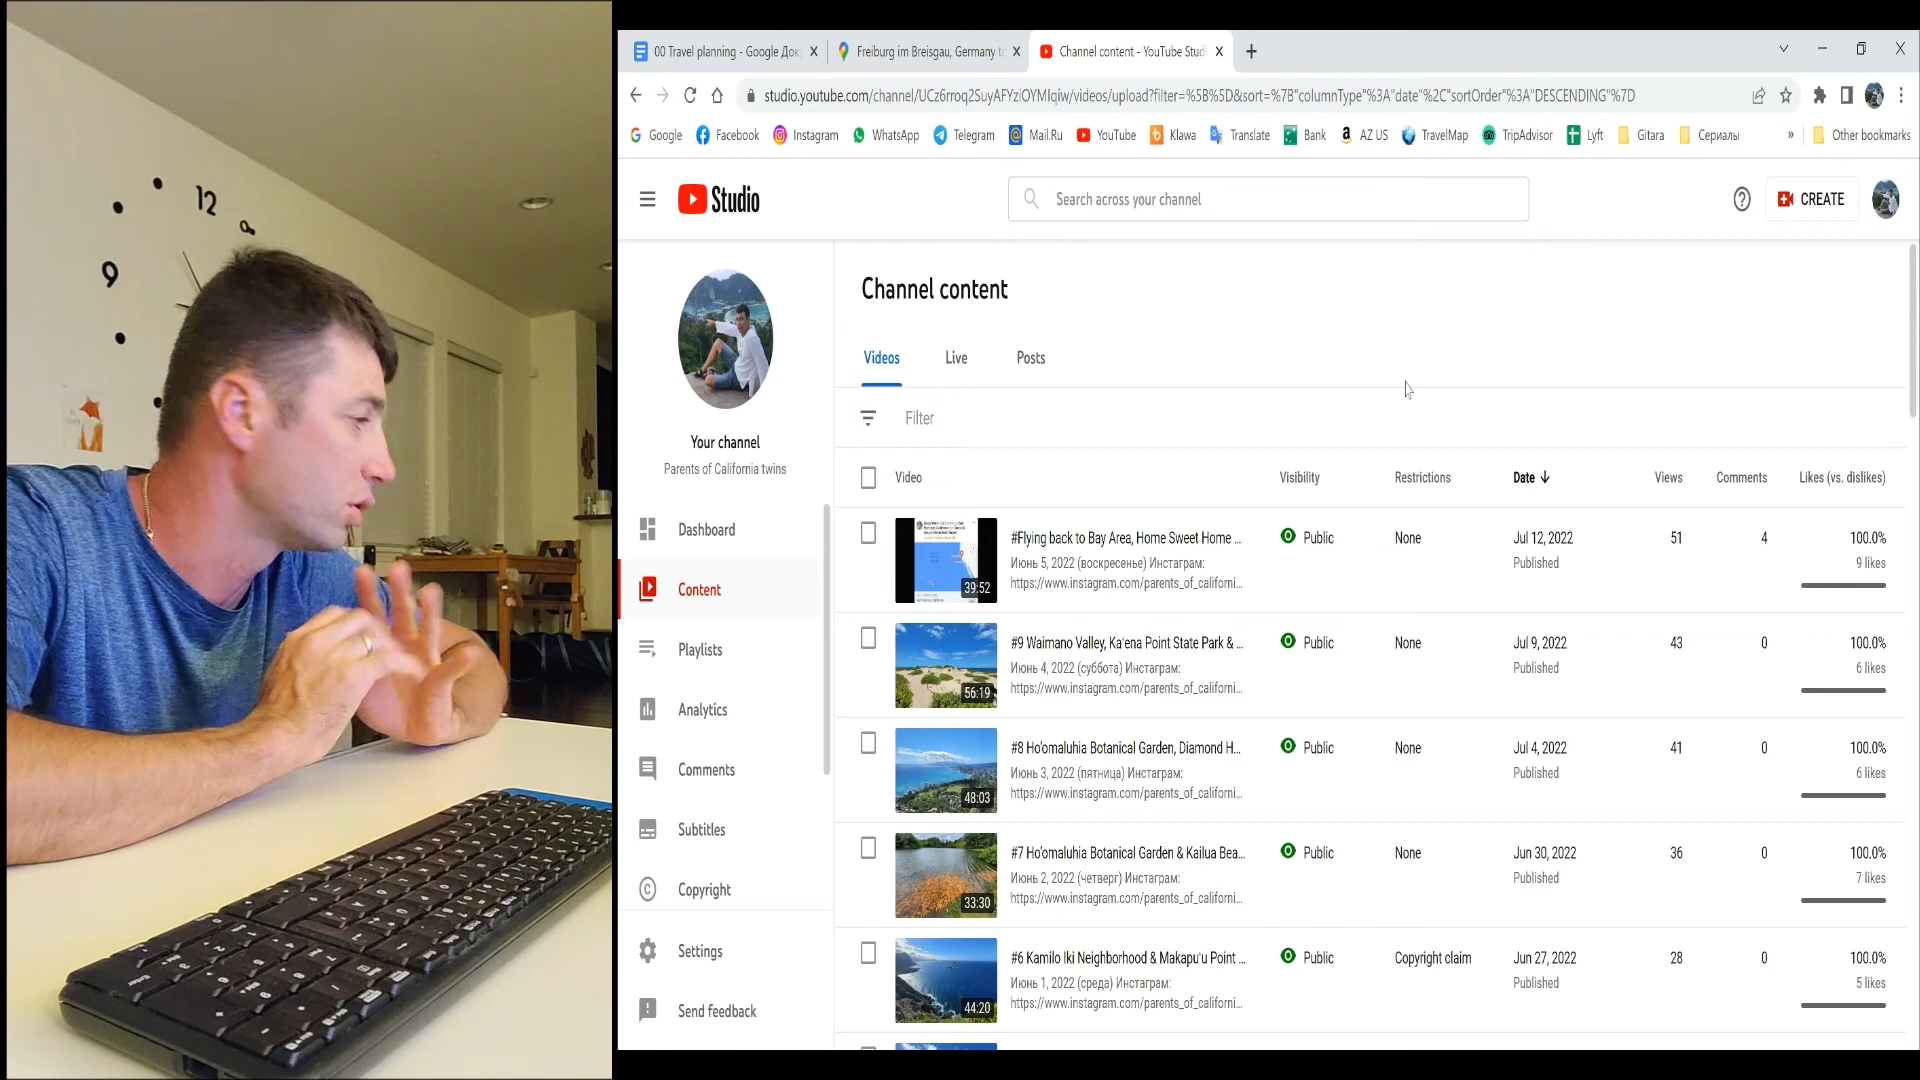 12
9
00 Travel planning - Google Док
Freiburg im Breisgau, Germany
Channel content - YouTube Stud
studio.youtube.com/channel/UCz6rroq2SuyAFYziOYMIqiw/videos/upload?filter=%5B%5D&sort=%7B"columnType"%3A"date"%2C"sortOrder"%3A"DESCENDING"%7D
Google Facebook Instagram WhatsApp Telegram Mail.Ru YouTube Klawa Translate Bank AZ US TravelMap TripAdvisor Lyft Gitara Сериалы » Other bookmarks
Studio
Search across your channel
CREATE
Your channel
Parents of California twins
Dashboard
Content
Playlists
Analytics
Comments
Subtitles
Copyright
Settings
Send feedback
Channel content
Videos Live Posts
Filter
Video Visibility Restrictions Date Views Comments Likes (vs. dislikes)
39:52
#Flying back to Bay Area, Home Sweet Home ... Public None Jul 12, 2022 51 4 100.0%
Июнь 5, 2022 (воскресенье) Инстаграм: Published 9 likes
https://www.instagram.com/parents_of_californi...
56:19
#9 Waimano Valley, Kaʻena Point State Park & ... Public None Jul 9, 2022 43 0 100.0%
Июнь 4, 2022 (суббота) Инстаграм: Published 6 likes
https://www.instagram.com/parents_of_californi...
48:03
#8 Ho'omaluhia Botanical Garden, Diamond H... Public None Jul 4, 2022 41 0 100.0%
Июнь 3, 2022 (пятница) Инстаграм: Published 6 likes
https://www.instagram.com/parents_of_californi...
33:30
#7 Ho'omaluhia Botanical Garden & Kailua Bea... Public None Jun 30, 2022 36 0 100.0%
Июнь 2, 2022 (четверг) Инстаграм: Published 7 likes
https://www.instagram.com/parents_of_californi...
44:20
#6 Kamilo Iki Neighborhood & Makapu'u Point ... Public Copyright claim Jun 27, 2022 28 0 100.0%
Июнь 1, 2022 (среда) Инстаграм: Published 5 likes
https://www.instagram.com/parents_of_californi...